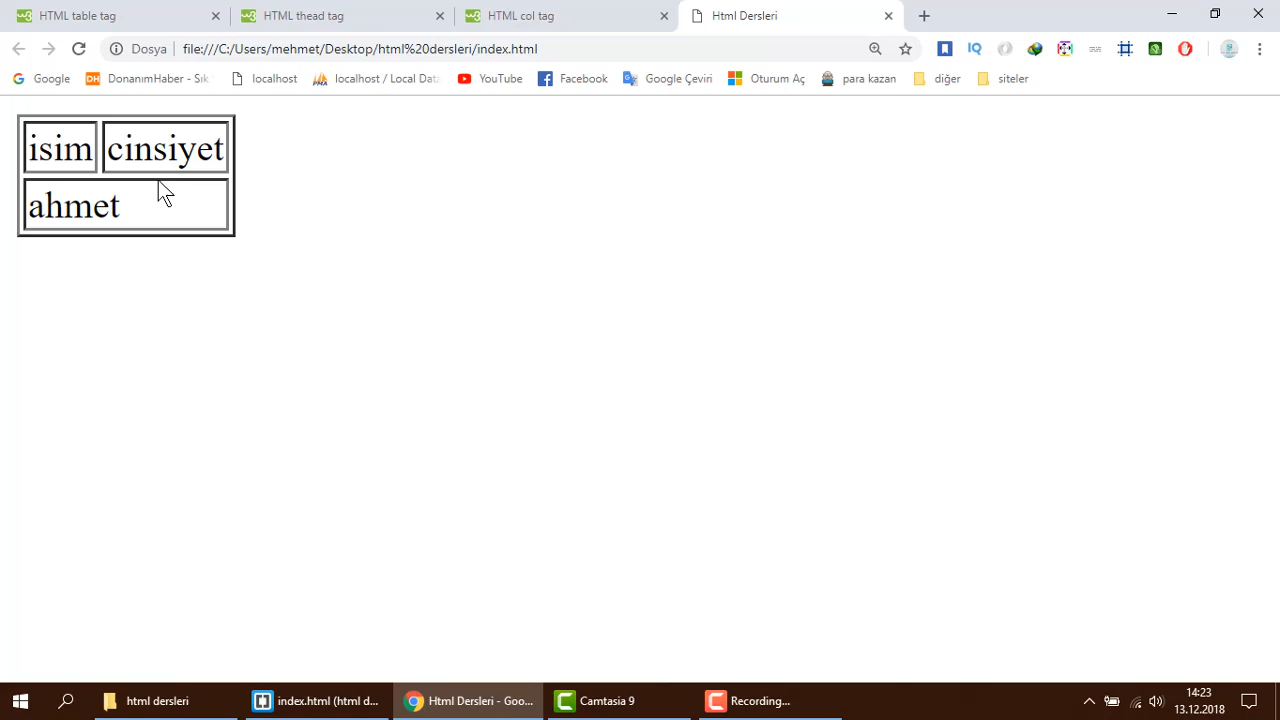 HTML table tag
HTML thead tag
HTML col tag
Html Dersleri
Dosya
file:///C:/Users/mehmet/Desktop/html%20dersleri/index.html
Google
DonanımHaber - Sık
localhost
localhost / Local Data
YouTube
Facebook
Google Çeviri
Oturum Aç
para kazan
diğer
siteler
isim cinsiyet
ahmet
html dersleri
index.html (html d...
Html Dersleri - Goo...
Camtasia 9
Recording...
14:23
13.12.2018